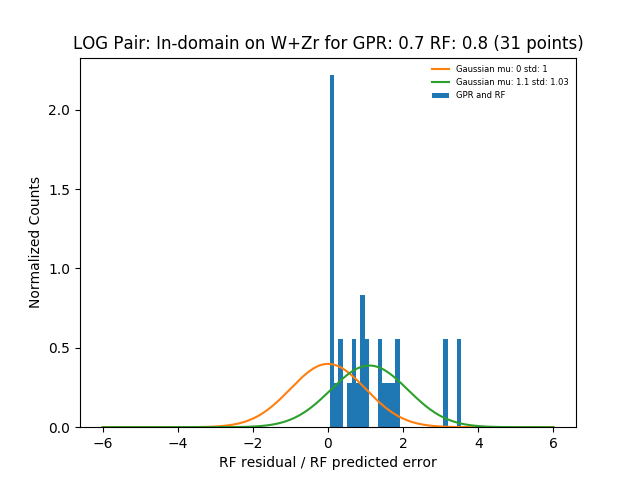 LOG Pair: In-domain on W+Zr for GPR: 0.7 RF: 0.8 (31 points)
Gaussian mu: 0 std: 1
Gaussian mu: 1.1 std: 1.03
GPR and RF
Normalized Counts
2.0
1.5
1.0
0.5
0.0
−6 −4 −2 0 2 4 6
RF residual / RF predicted error